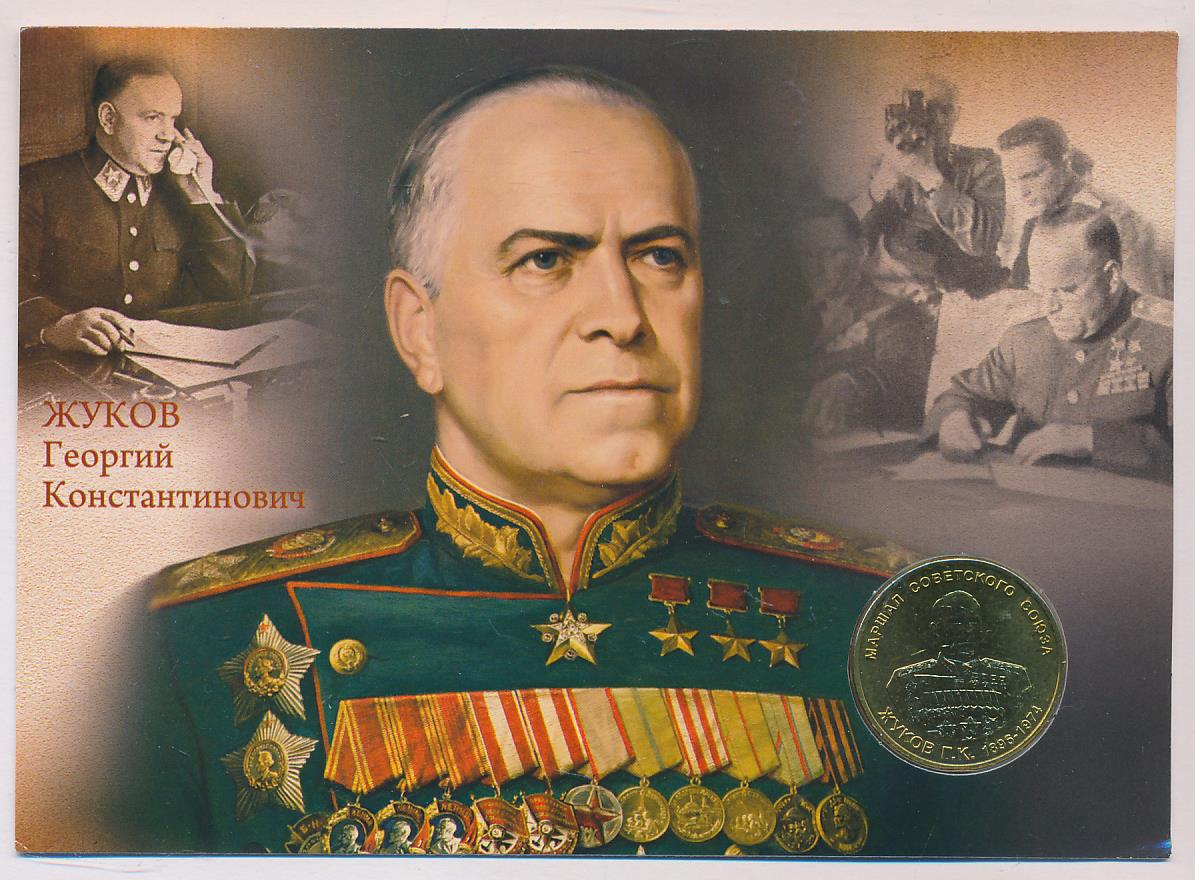 ЖУКОВ
Георгий
Константинович
МАРШАЛ СОВЕТСКОГО СОЮЗА
ЖУКОВ Г.К. 1896-1974